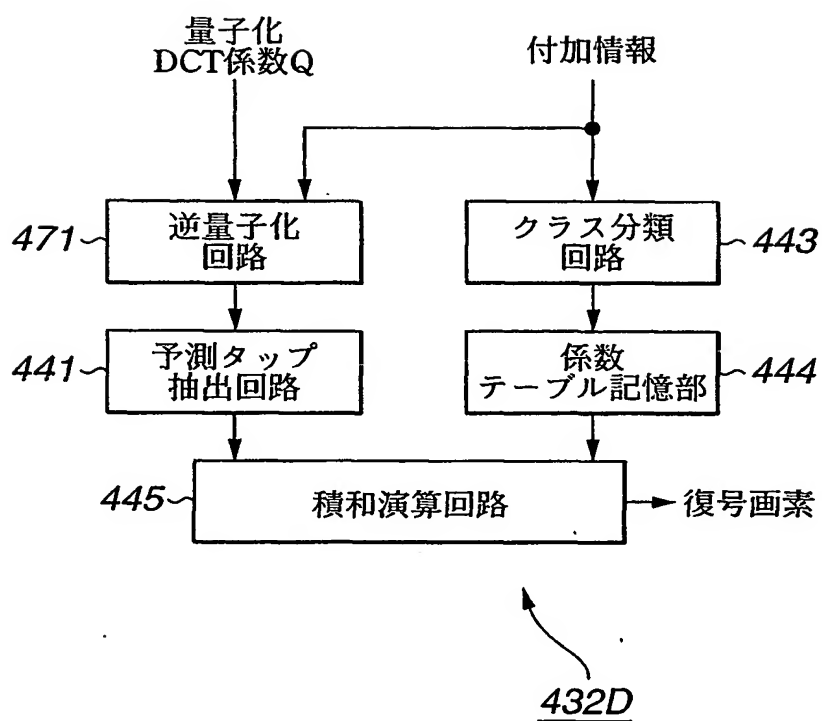 量子化
DCT係数Q
付加情報
471
逆量子化
回路
クラス分類
回路
443
441
予測タップ
抽出回路
係数
テーブル記憶部
444
445
積和演算回路
復号画素
432D